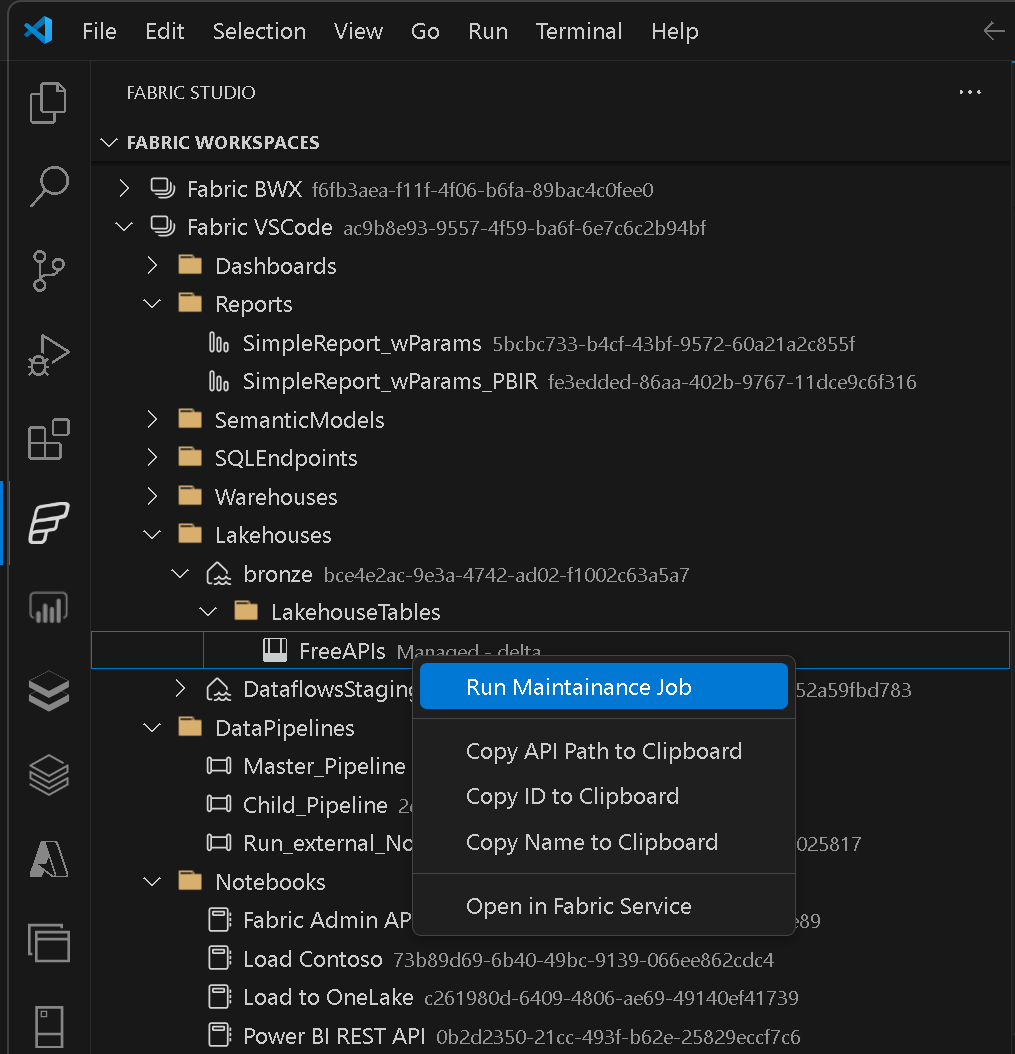 File Edit Selection View Go Run Terminal Help
FABRIC STUDIO
FABRIC WORKSPACES
Fabric BWX f6fb3aea-f11f-4f06-b6fa-89bac4c0fee0
Fabric VSCode ac9b8e93-9557-4f59-ba6f-6e7c6c2b94bf
Dashboards
Reports
SimpleReport_wParams 5bcbc733-b4cf-43bf-9572-60a21a2c855f
SimpleReport_wParams_PBIR fe3edded-86aa-402b-9767-11dce9c6f316
SemanticModels
SQLEndpoints
Warehouses
Lakehouses
bronze bce4e2ac-9e3a-4742-ad02-f1002c63a5a7
LakehouseTables
FreeAPIs Managed - delta
Run Maintainance Job
DataflowsStaging 52a59fbd783
DataPipelines
Copy API Path to Clipboard
Master_Pipeline
Copy ID to Clipboard
Child_Pipeline
Copy Name to Clipboard
Run_external_No 025817
Notebooks
Open in Fabric Service
Fabric Admin AP e89
Load Contoso 73b89d69-6b40-49bc-9139-066ee862cdc4
Load to OneLake c261980d-6409-4806-ae69-49140ef41739
Power BI REST API 0b2d2350-21cc-493f-b62e-25829eccf7c6